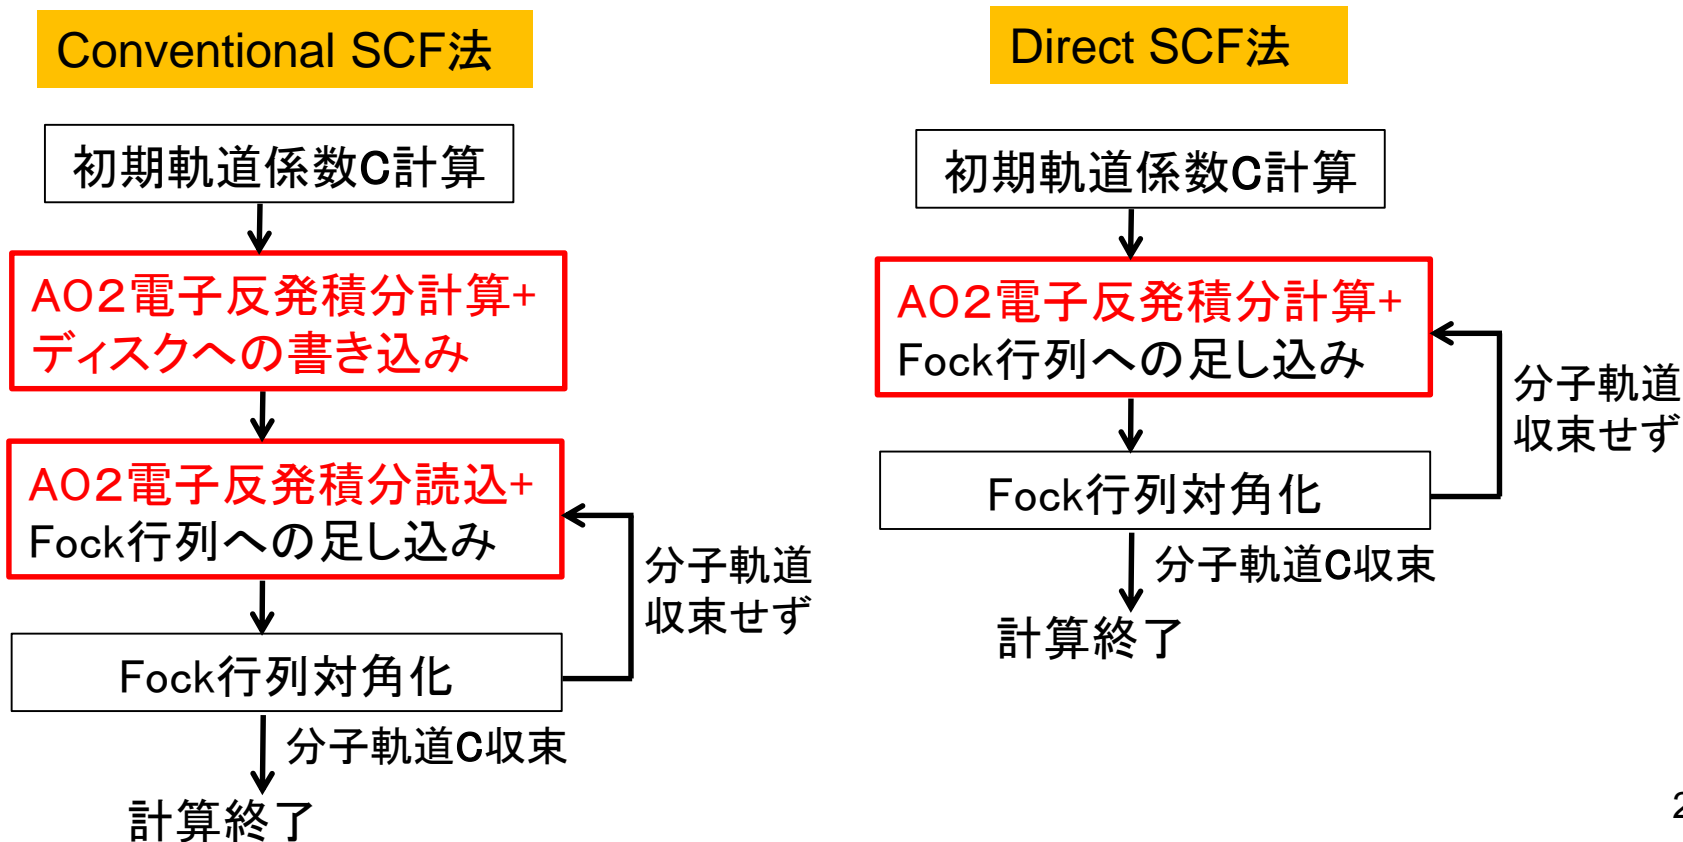 Conventional SCF法
初期軌道係数C計算
AO2電子反発積分計算+
ディスクへの書き込み
AO2電子反発積分読込+
Fock行列への足し込み
分子軌道
収束せず
Fock行列対角化
分子軌道C収束
計算終了
Direct SCF法
初期軌道係数C計算
AO2電子反発積分計算+
Fock行列への足し込み
分子軌道
収束せず
Fock行列対角化
分子軌道C収束
計算終了
2